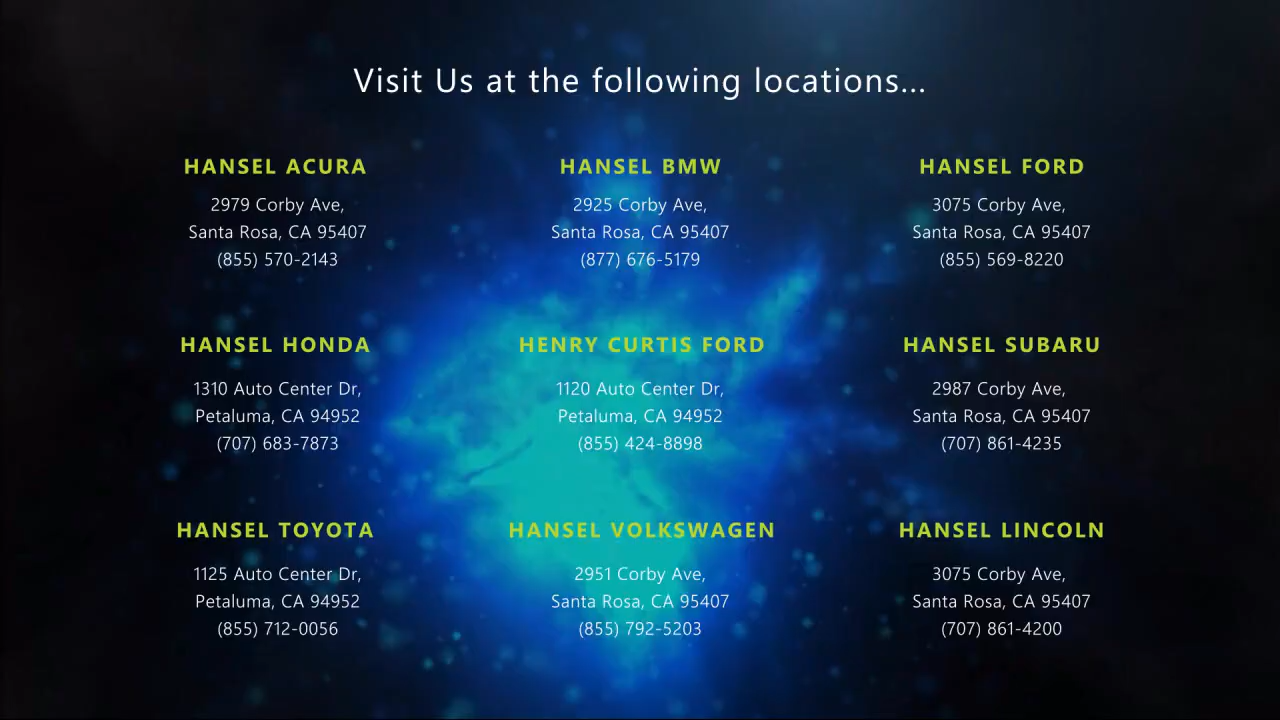 Visit Us at the following locations...
HANSEL ACURA
2979 Corby Ave,
Santa Rosa, CA 95407
(855) 570-2143
HANSEL BMW
2925 Corby Ave,
Santa Rosa, CA 95407
(877) 676-5179
HANSEL FORD
3075 Corby Ave,
Santa Rosa, CA 95407
(855) 569-8220
HANSEL HONDA
1310 Auto Center Dr,
Petaluma, CA 94952
(707) 683-7873
HENRY CURTIS FORD
1120 Auto Center Dr,
Petaluma, CA 94952
(855) 424-8898
HANSEL SUBARU
2987 Corby Ave,
Santa Rosa, CA 95407
(707) 861-4235
HANSEL TOYOTA
1125 Auto Center Dr,
Petaluma, CA 94952
(855) 712-0056
HANSEL VOLKSWAGEN
2951 Corby Ave,
Santa Rosa, CA 95407
(855) 792-5203
HANSEL LINCOLN
3075 Corby Ave,
Santa Rosa, CA 95407
(707) 861-4200